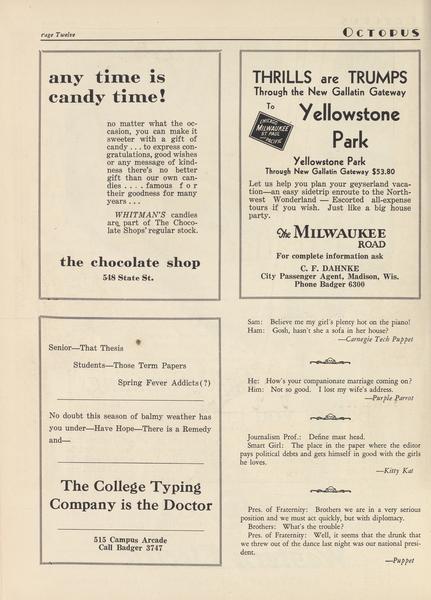 Page Twelve
OCTOPUS
any time is
candy time!
no matter what the oc-
casion, you can make it
sweeter with a gift of
candy . . . to express con-
gratulations, good wishes
or any message of kind-
ness there's no better
gift than our own can-
dies . . . . famous for
their goodness for many
years . . .
WHITMAN'S candies
are part of The Choco-
late Shops' regular stock.
the chocolate shop
548 State St.
THRILLS are TRUMPS
Through the New Gallatin Gateway
To
CHICAGO
MILWAUKEE
ST. PAUL
PACIFIC
Yellowstone
Park
Yellowstone Park
Through New Gallatin Gateway $53.80
Let us help you plan your geyserland vaca-
tion—an easy sidetrip enroute to the North-
west Wonderland — Escorted all-expense
tours if you wish. Just like a big house
party.
The MILWAUKEE
ROAD
For complete information ask
C. F. DAHNKE
City Passenger Agent, Madison, Wis.
Phone Badger 6300
Senior—That Thesis
Students—Those Term Papers
Spring Fever Addicts(?)
No doubt this season of balmy weather has
you under—Have Hope—There is a Remedy
and—
The College Typing
Company is the Doctor
515 Campus Arcade
Call Badger 3747
Sam: Believe me my girl's plenty hot on the piano!
Ham: Gosh, hasn't she a sofa in her house?
—Carnegie Tech Puppet
He: How's your companionate marriage coming on?
Him: Not so good. I lost my wife's address.
—Purple Parrot
Journalism Prof.: Define mast head.
Smart Girl: The place in the paper where the editor
pays political debts and gets himself in good with the girls
he loves.
—Kitty Kat
Pres. of Fraternity: Brothers we are in a very serious
position and we must act quickly, but with diplomacy.
Brothers: What's the trouble?
Pres. of Fraternity: Well, it seems that the drunk that
we threw out of the dance last night was our national presi-
dent.
—Puppet